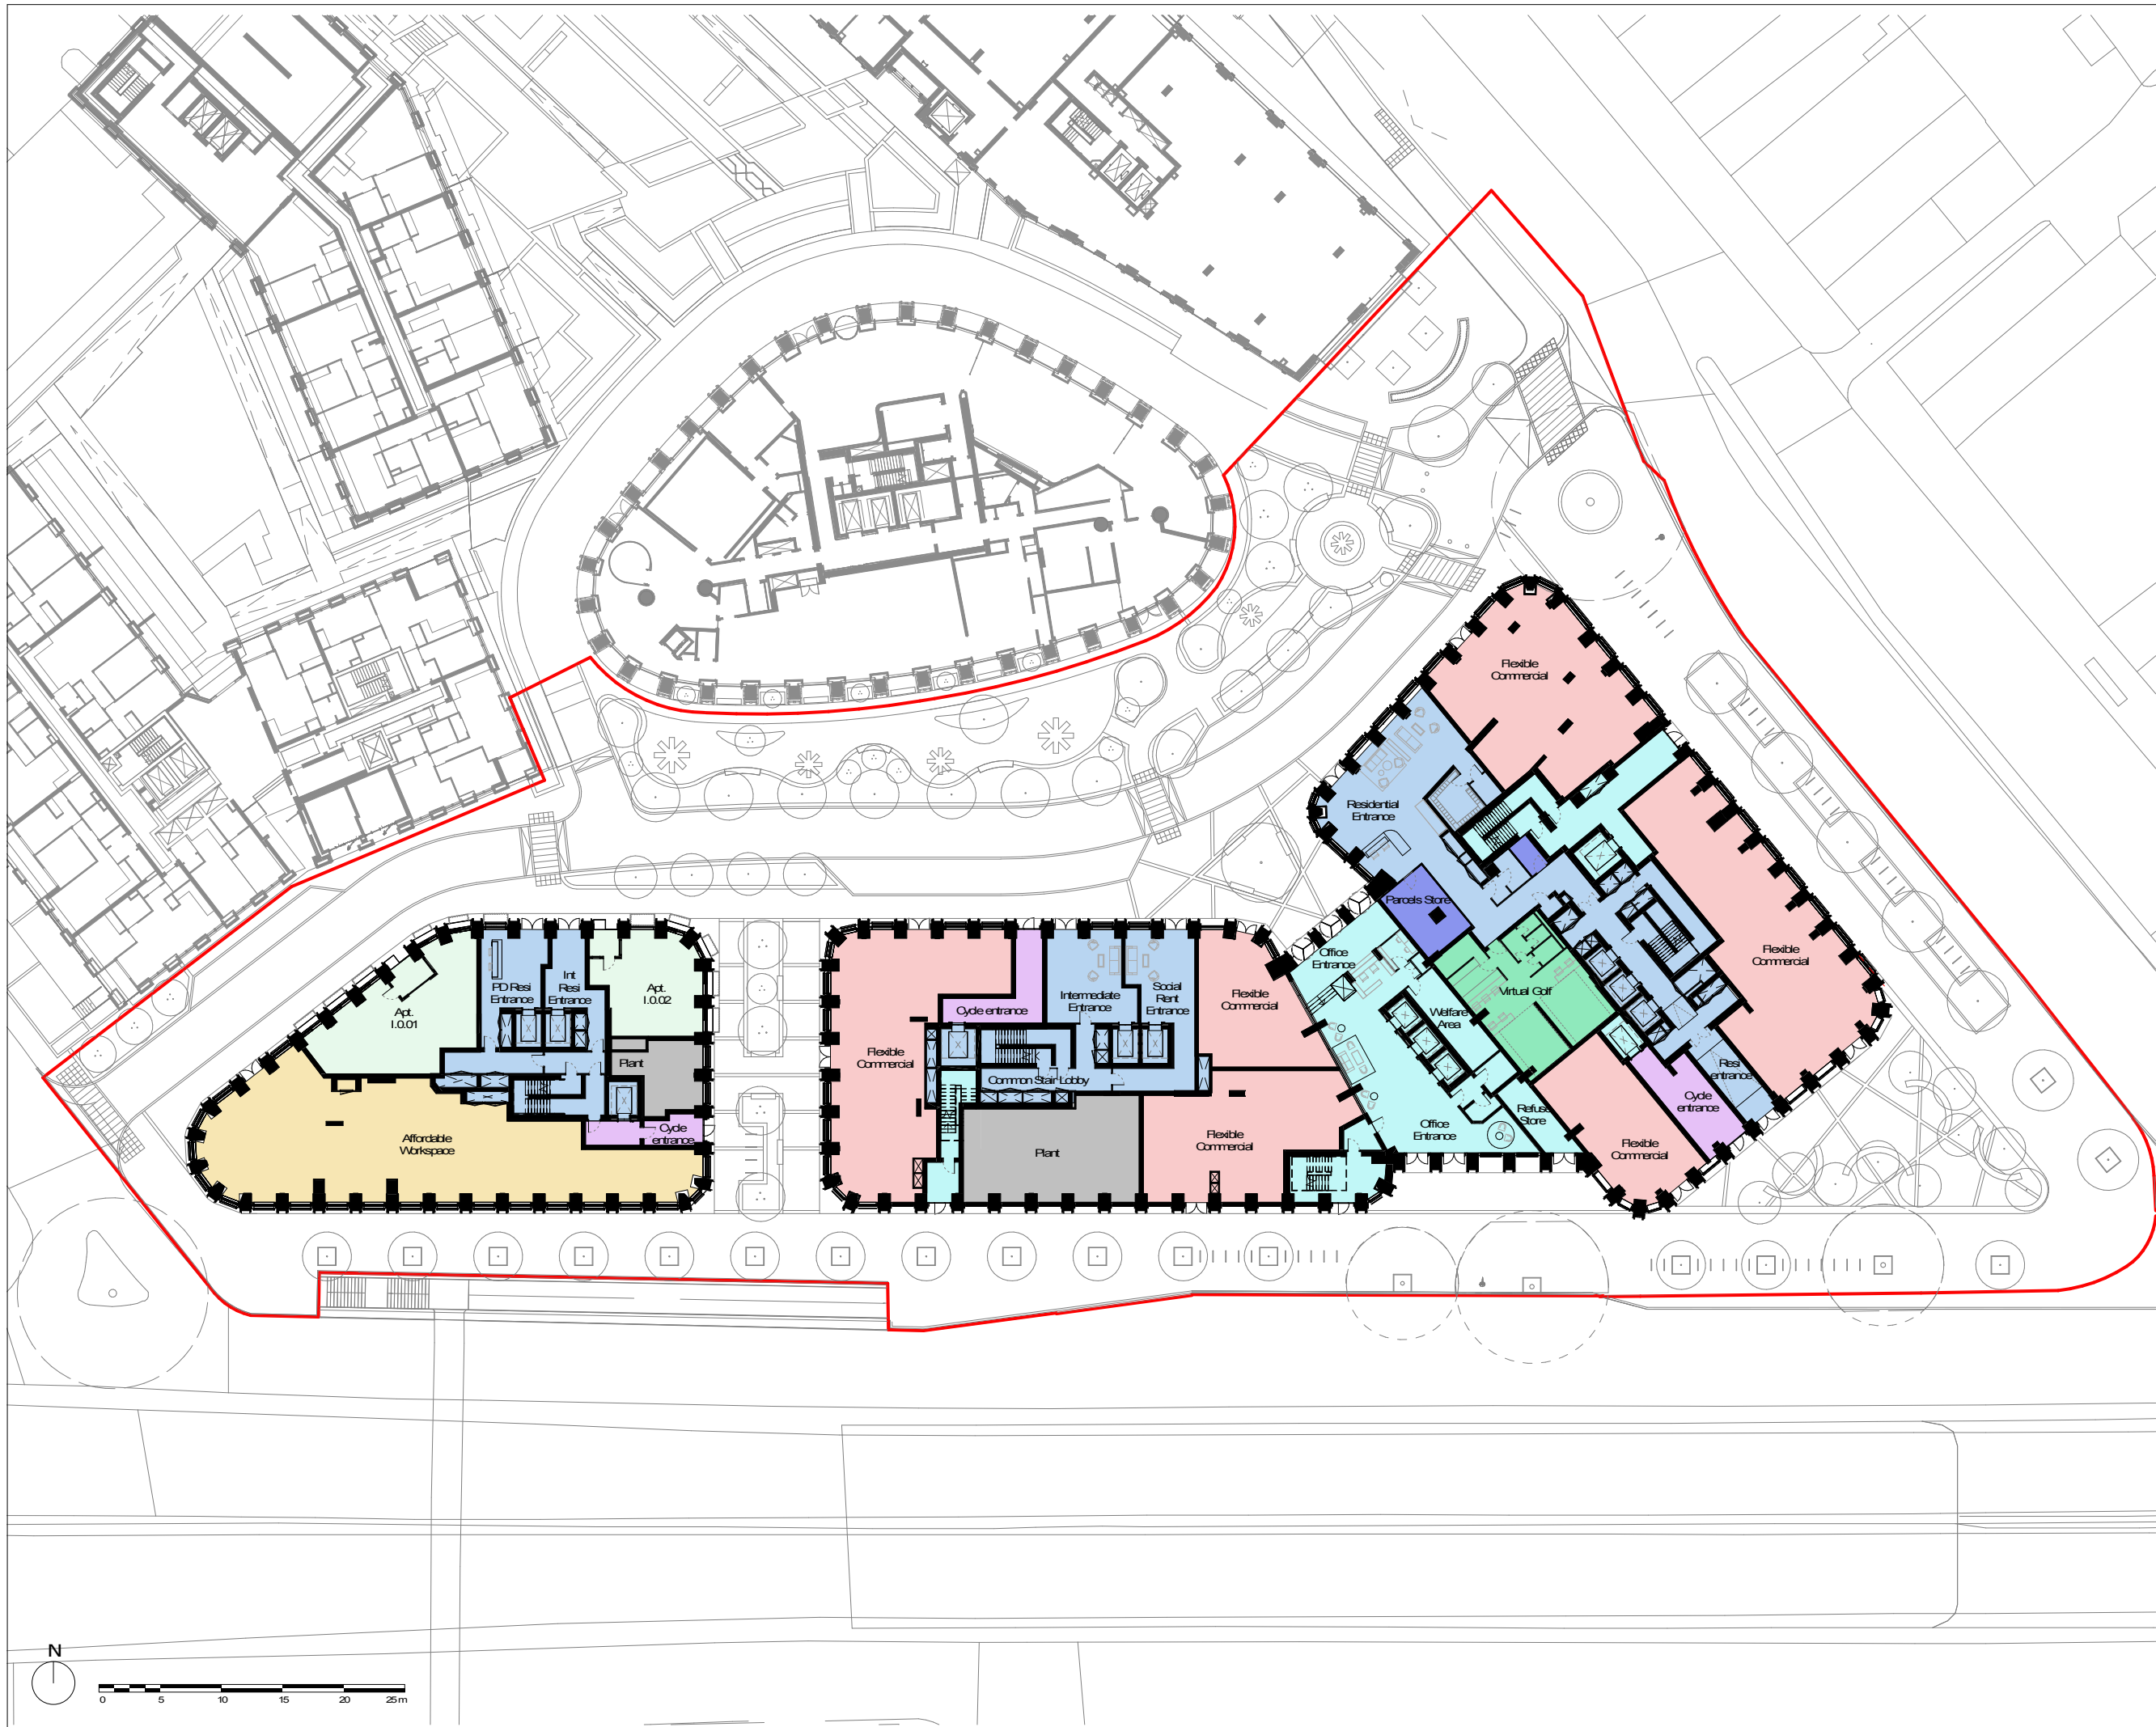 Flexible
Commercial
Residential
Entrance
Parcels Store
Flexible
Commercial
Office
Entrance
Virtual Golf
Welfare
Area
PD Resi
Entrance
Int
Resi
Entrance
Apt.
I.0.02
Apt.
I.0.01
Intermediate
Entrance
Social
Rent
Entrance
Flexible
Commercial
Cycle entrance
Flexible
Commercial
Plant
Common Stair Lobby
Resi
entrance
Cycle
entrance
Refuse
Store
Office
Entrance
Flexible
Commercial
Flexible
Commercial
Plant
Cycle
entrance
Affordable
Workspace
N
0 5 10 15 20 25 m